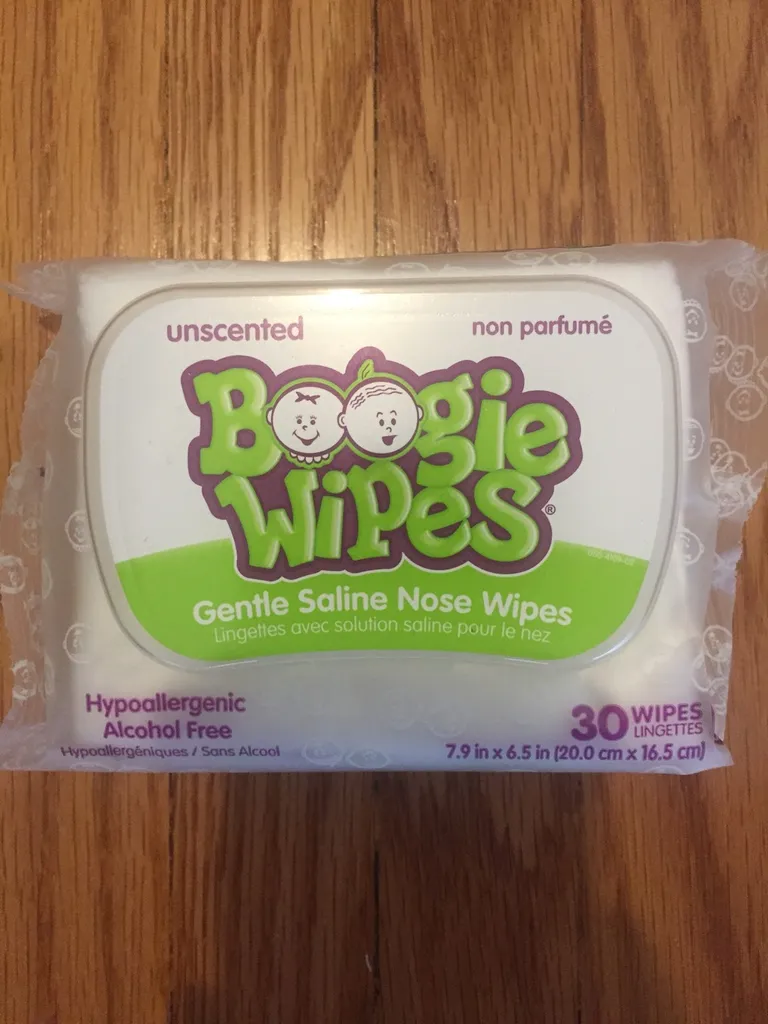 unscented
non parfumé
Boogie
Wipes®
Gentle Saline Nose Wipes
Lingettes avec solution saline pour le nez
Hypoallergenic
Alcohol Free
Hypoallergéniques / Sans Alcool
30 WIPES
LINGETTES
7.9 in x 6.5 in (20.0 cm x 16.5 cm)